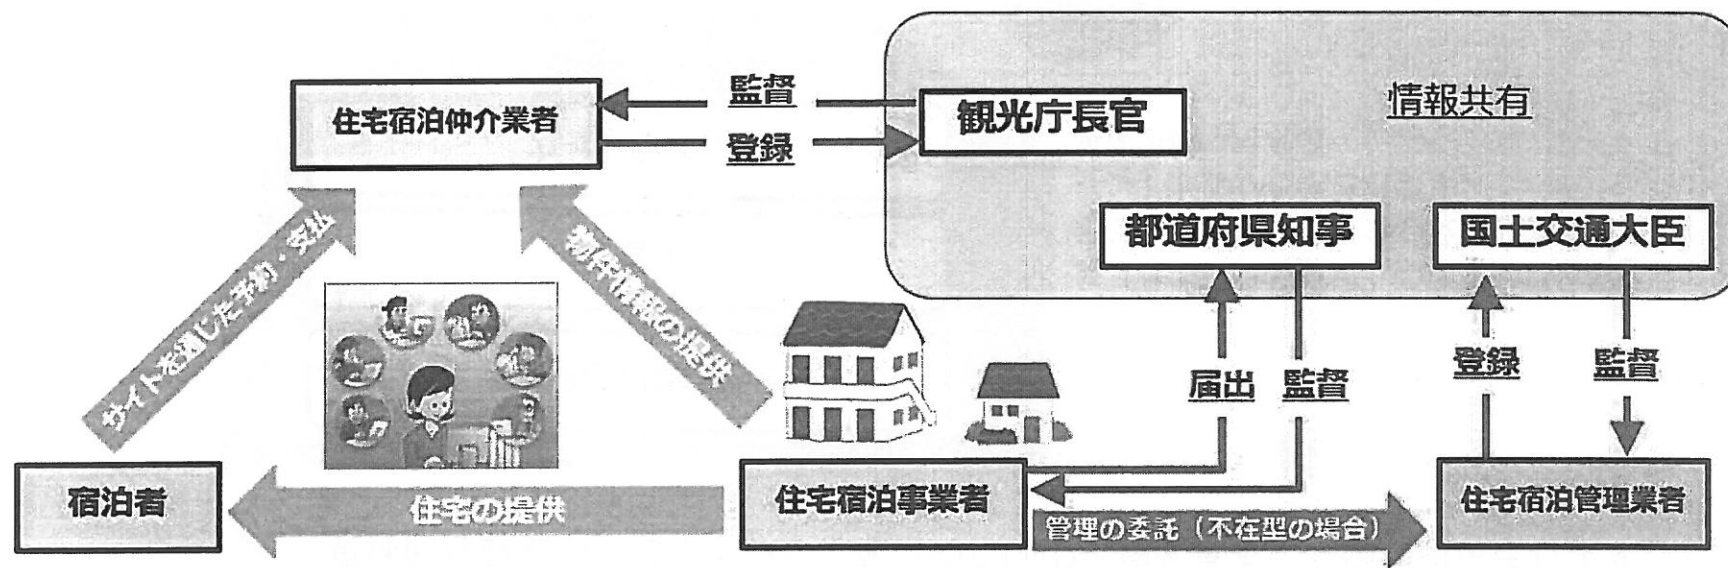 監督
情報共有
住宅宿泊仲介業者
観光庁長官
登録
都道府県知事
国土交通大臣
サイトを通じた予約・支払
物件情報の提供
届出
監督
登録
監督
宿泊者
住宅の提供
住宅宿泊事業者
住宅宿泊管理業者
管理の委託（不在型の場合）